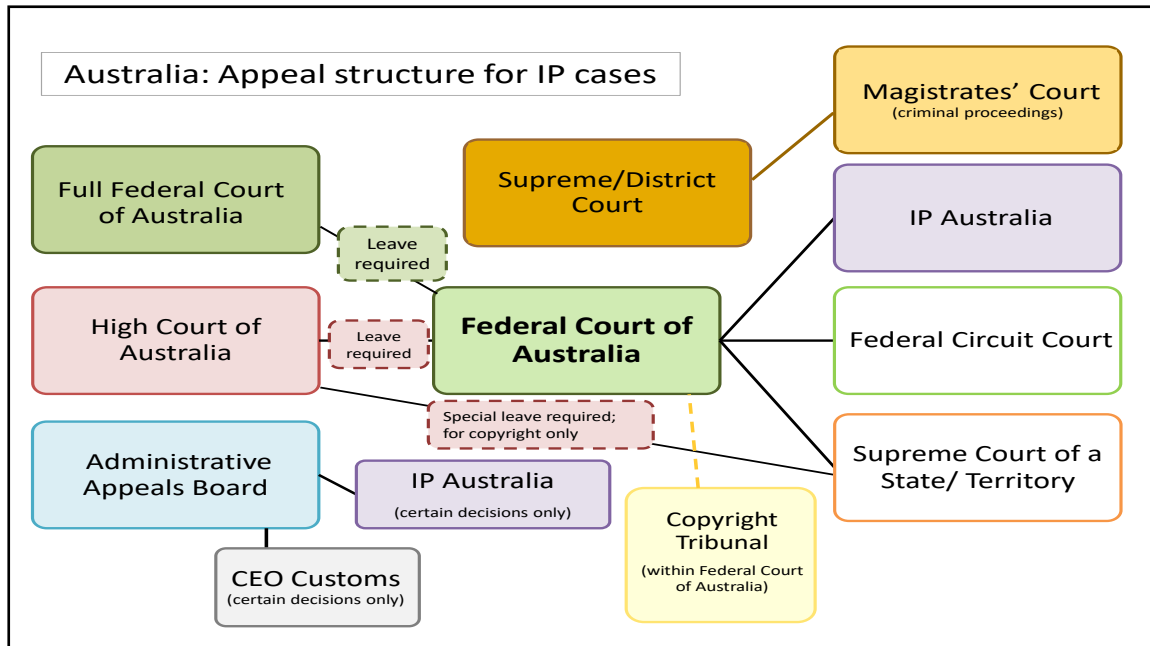 Australia: Appeal structure for IP cases
Magistrates’ Court
(criminal proceedings)
Full Federal Court
of Australia
Supreme/District
Court
IP Australia
Leave
required
High Court of
Australia
Leave
required
Federal Court of
Australia
Federal Circuit Court
Special leave required;
for copyright only
Administrative
Appeals Board
IP Australia
(certain decisions only)
Supreme Court of a
State/ Territory
Copyright
Tribunal
(within Federal Court
of Australia)
CEO Customs
(certain decisions only)